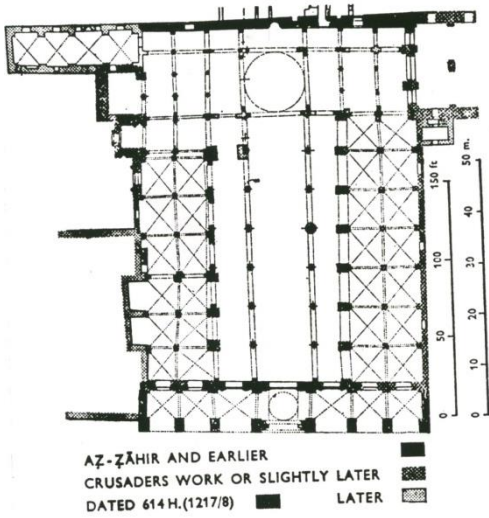 150 ft
50 m.
40
100
30
20
50
10
0
0
AẒ-ẒĀHIR AND EARLIER
CRUSADERS WORK OR SLIGHTLY LATER
DATED 614 H.(1217/8)
LATER